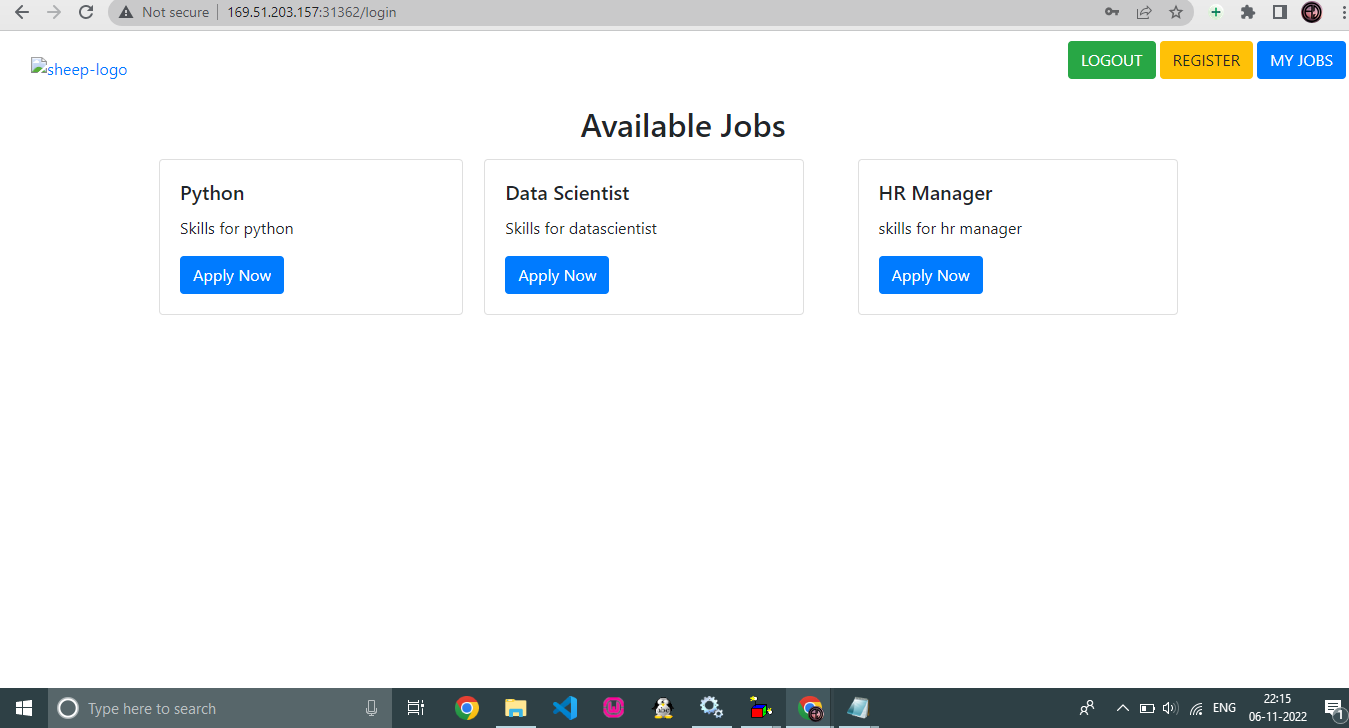 Not secure
169.51.203.157:31362/login
sheep-logo
LOGOUT
REGISTER
MY JOBS
Available Jobs
Python
Skills for python
Apply Now
Data Scientist
Skills for datascientist
Apply Now
HR Manager
skills for hr manager
Apply Now
Type here to search
ENG
22:15
06-11-2022
1